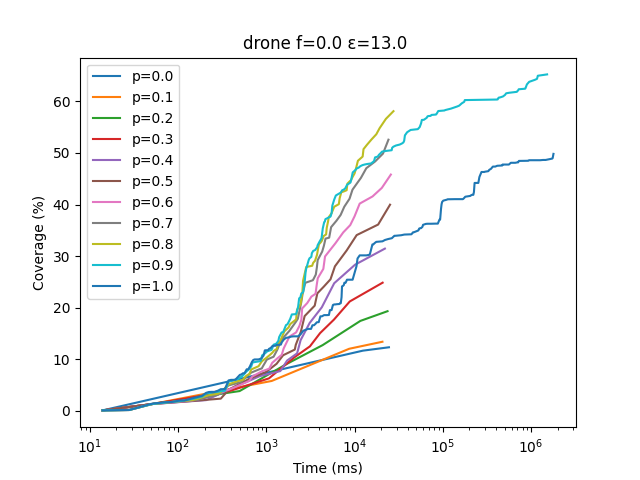 drone f=0.0 ε=13.0
Coverage (%)
60
50
40
30
20
10
0
p=0.0
p=0.1
p=0.2
p=0.3
p=0.4
p=0.5
p=0.6
p=0.7
p=0.8
p=0.9
p=1.0
10¹ 10² 10³ 10⁴ 10⁵ 10⁶
Time (ms)